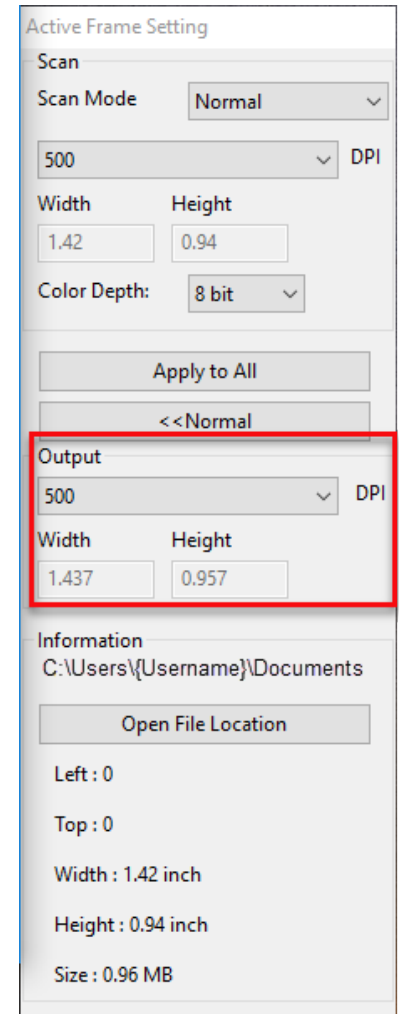 Active Frame Setting
Scan
Scan Mode Normal
500 DPI
Width Height
1.42 0.94
Color Depth: 8 bit
Apply to All
<<Normal
Output
500 DPI
Width Height
1.437 0.957
Information
C:\Users\{Username}\Documents
Open File Location
Left : 0
Top : 0
Width : 1.42 inch
Height : 0.94 inch
Size : 0.96 MB